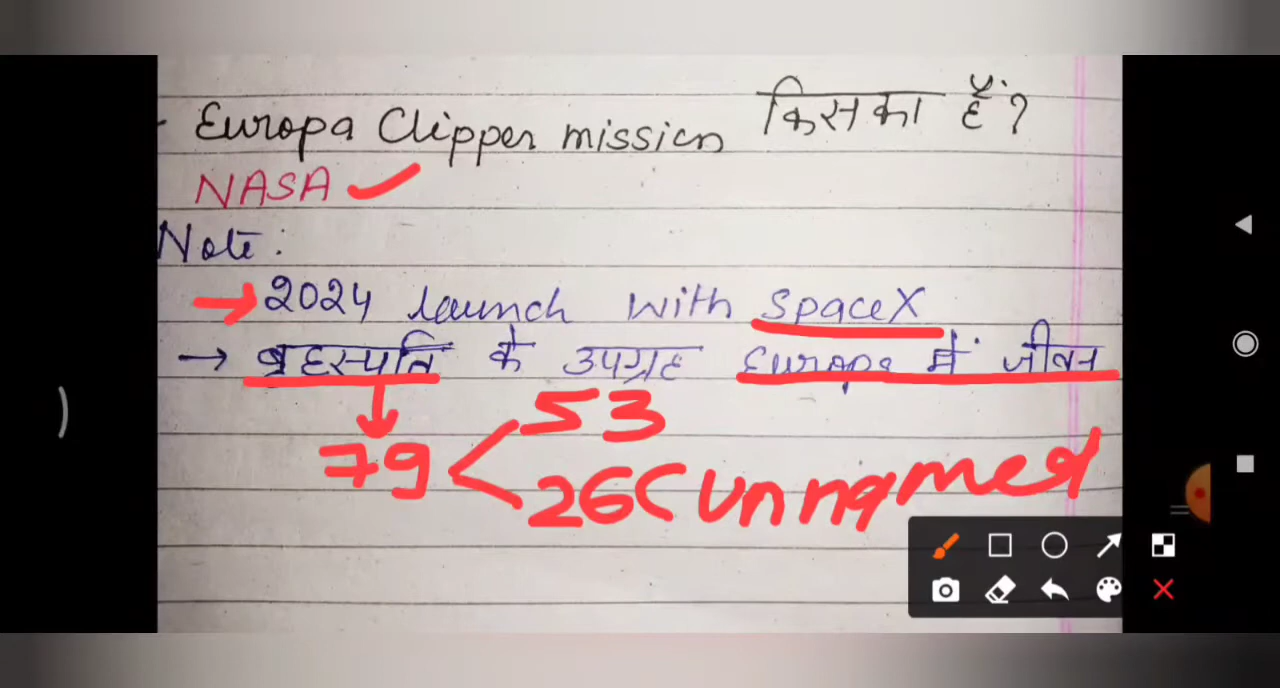 Europa Clipper mission किसका हैं?
NASA
Note:
→ 2024 launch with SpaceX
→ बृहस्पति के उपग्रह Europa में जीवन
79 < 53
26 ( unnamed